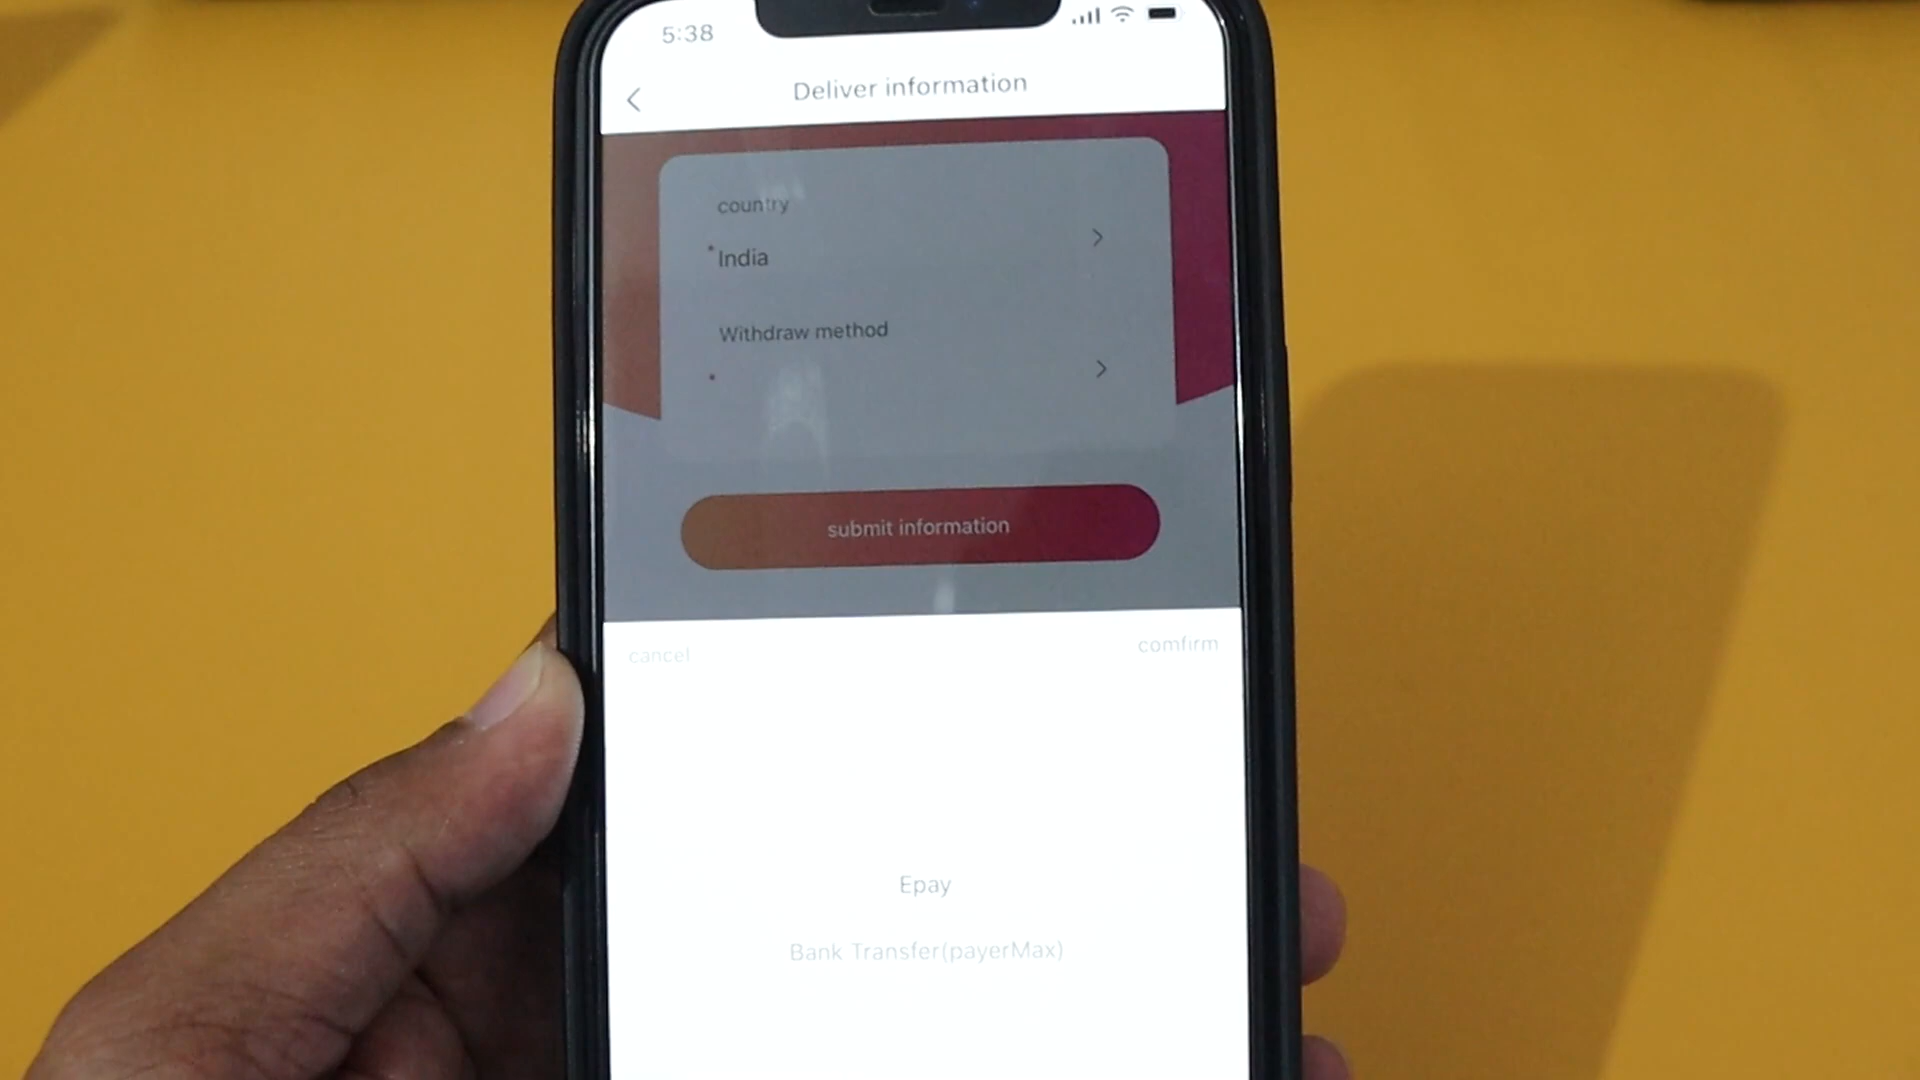 5:38
Deliver information
country
* India
Withdraw method
*
submit information
cancel
comfirm
Epay
Bank Transfer(payerMax)